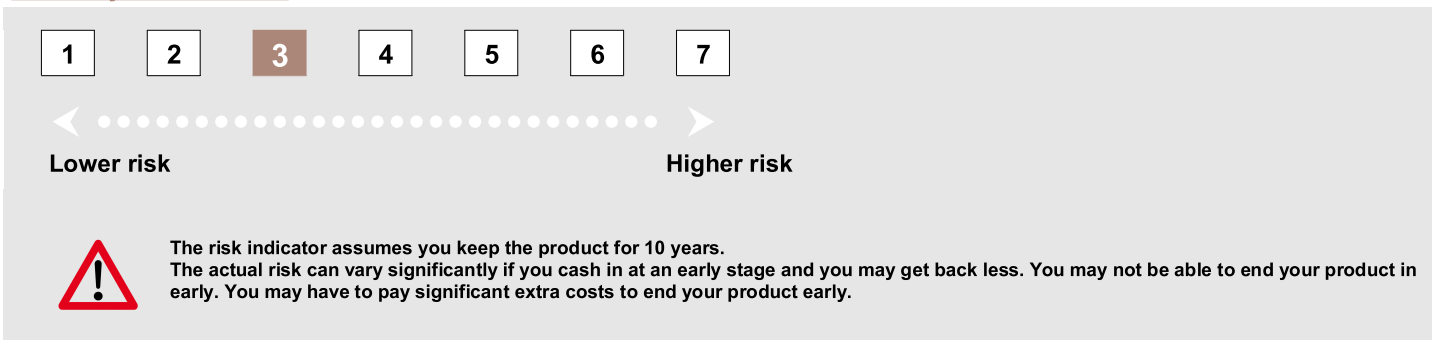 1 2 3 4 5 6 7
Lower risk Higher risk
The risk indicator assumes you keep the product for 10 years.
The actual risk can vary significantly if you cash in at an early stage and you may get back less. You may not be able to end your product in
early. You may have to pay significant extra costs to end your product early.